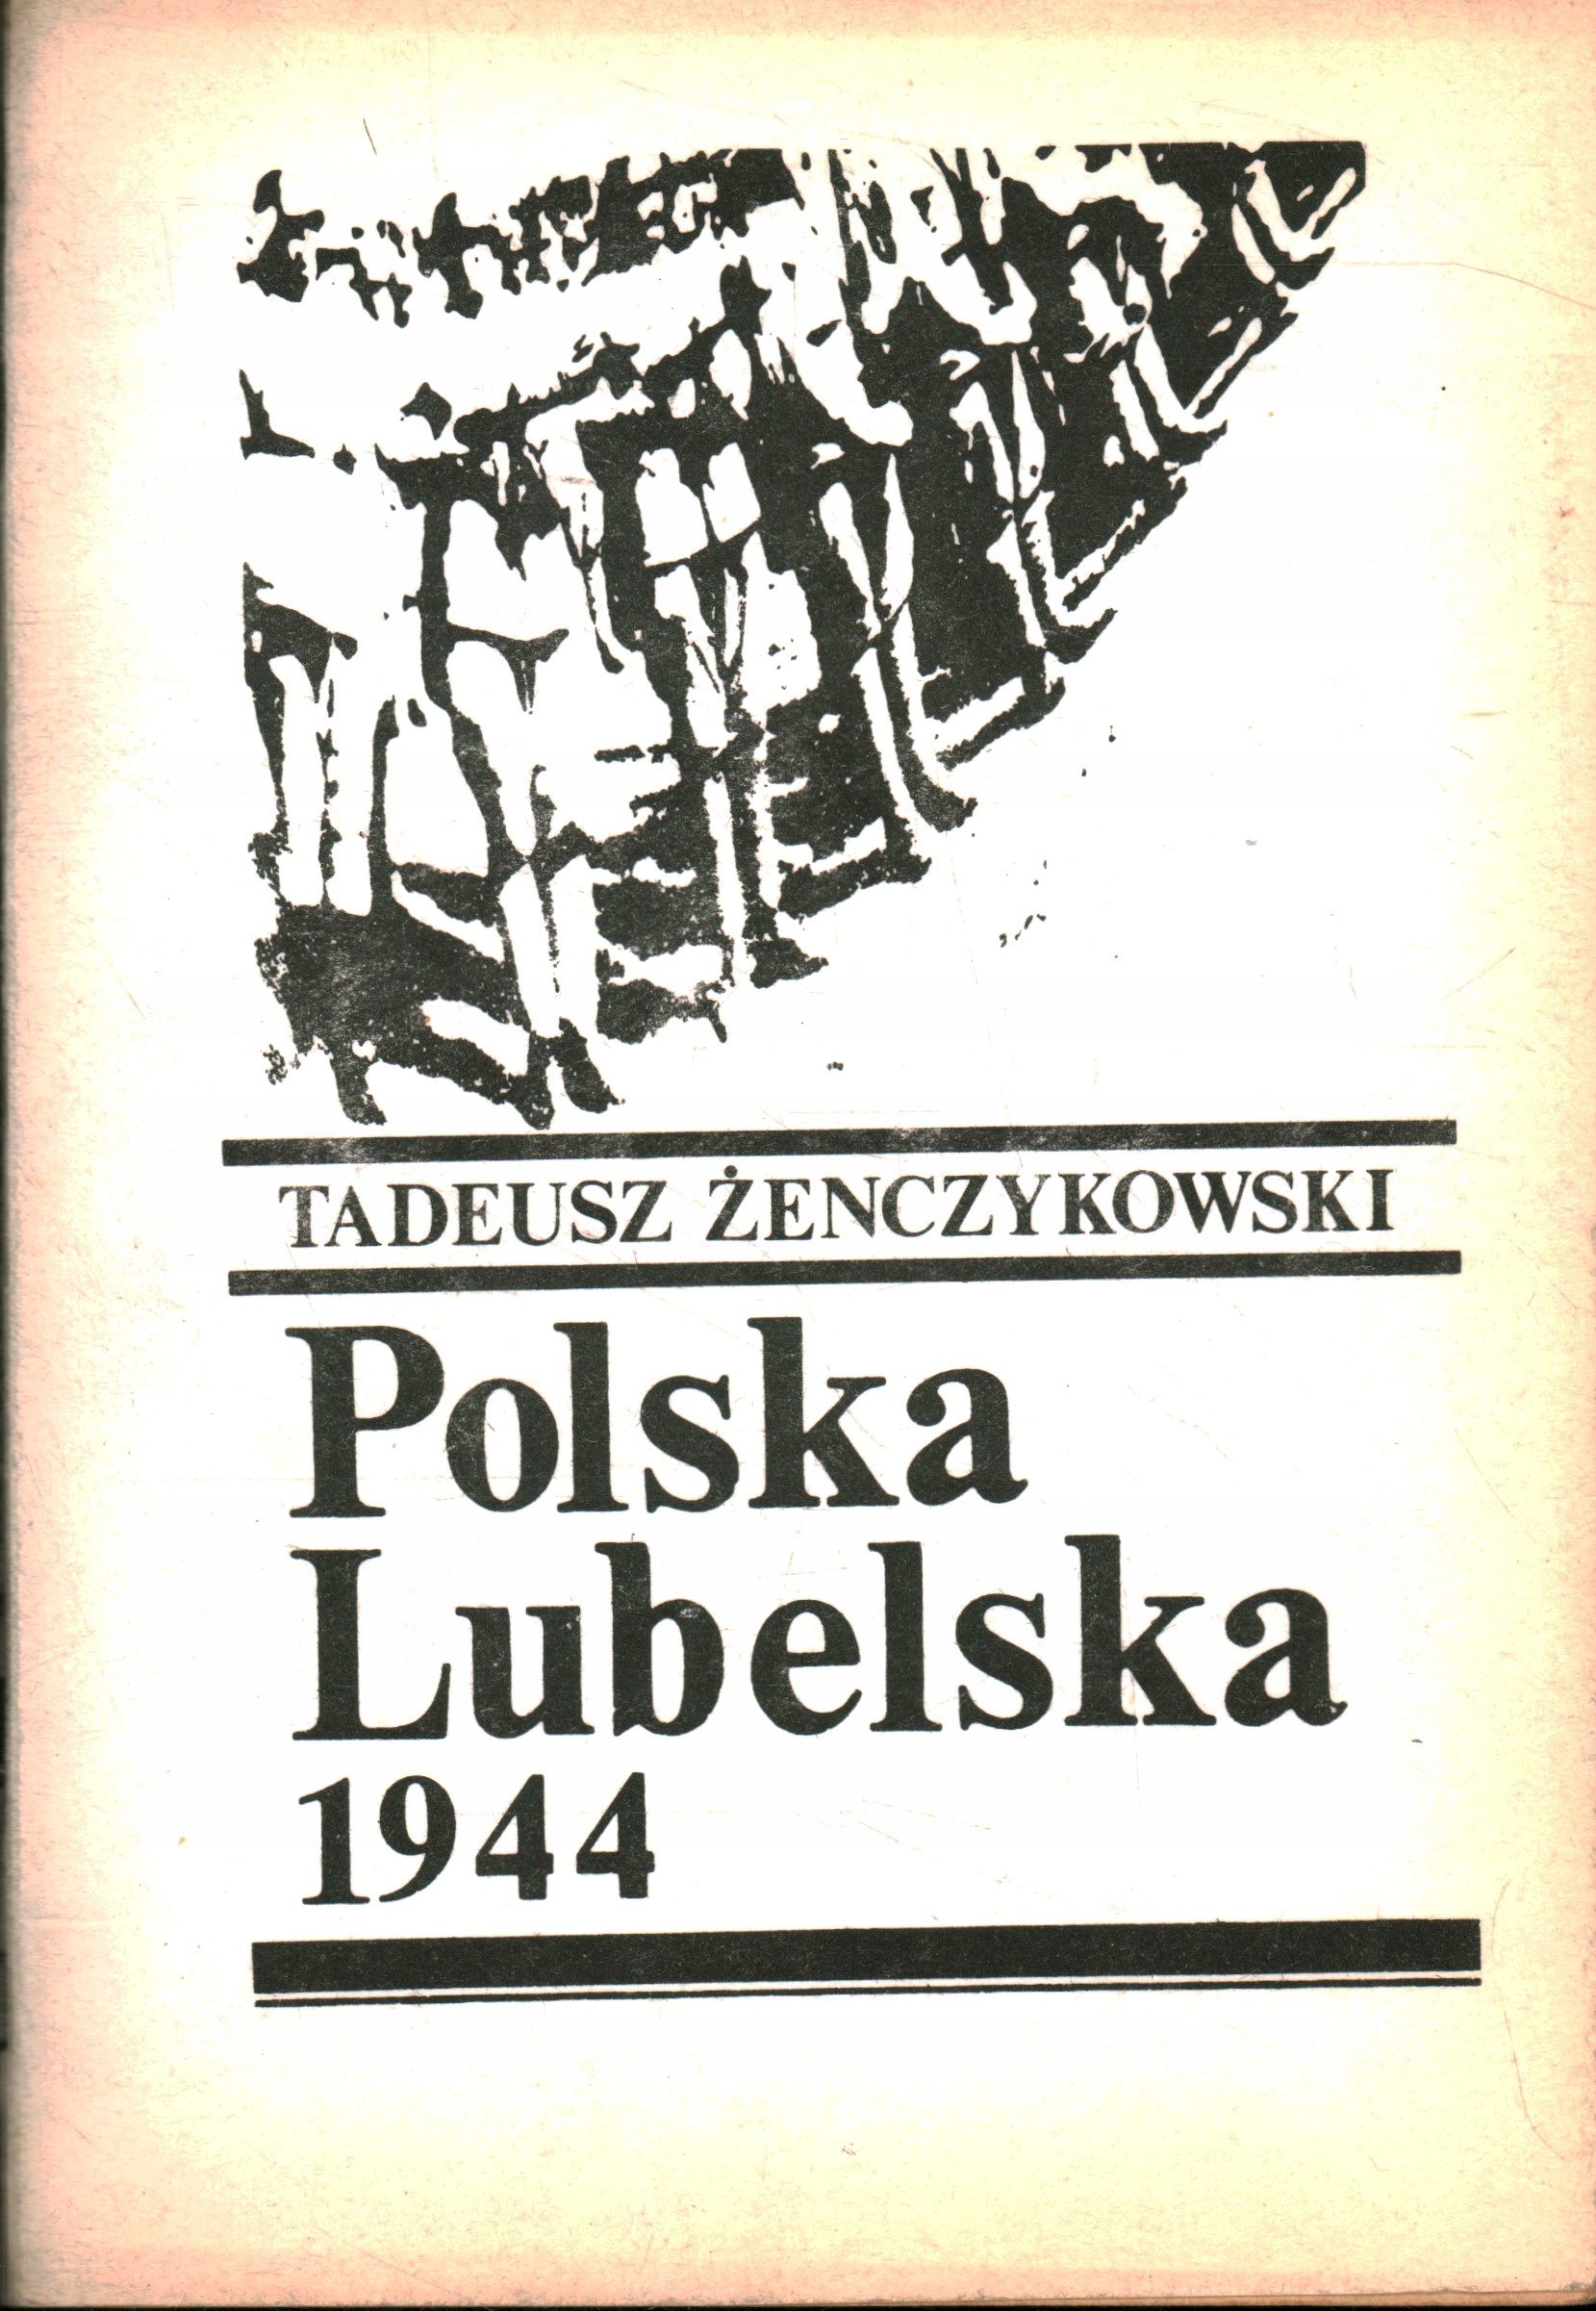 TADEUSZ ŻENCZYKOWSKI
Polska
Lubelska
1944